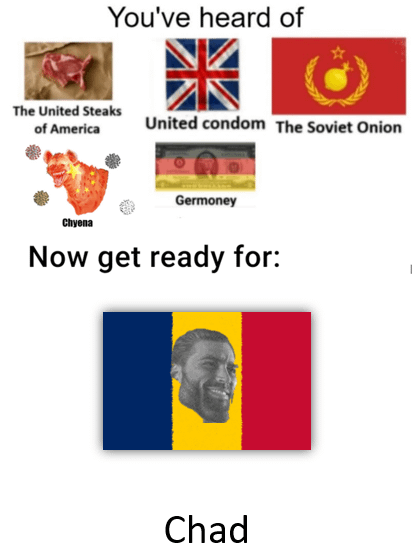 You've heard of
The United Steaks
of America
United condom
The Soviet Onion
Chyena
Germoney
Now get ready for:
Chad